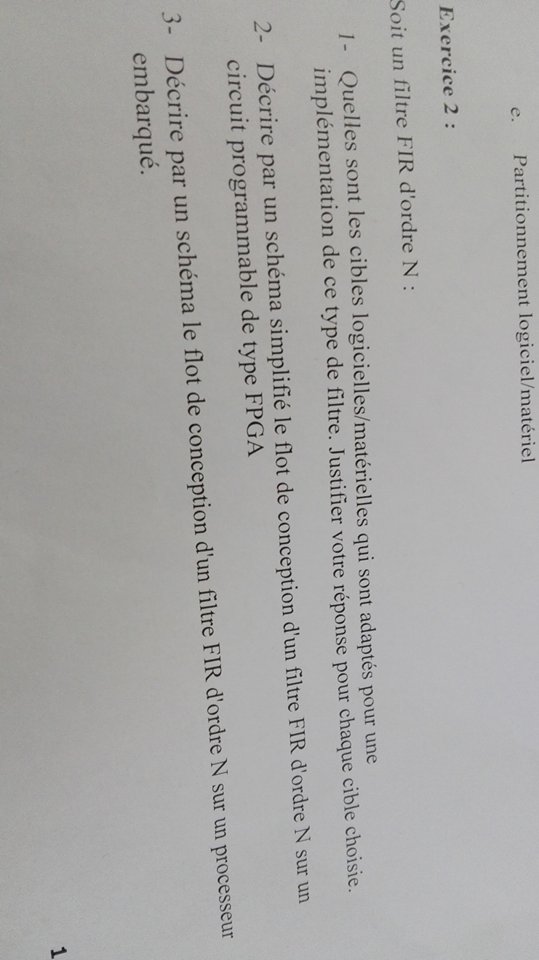 e. Partitionnement logiciel/matériel
Exercice 2 :
Soit un filtre FIR d'ordre N :
1- Quelles sont les cibles logicielles/matérielles qui sont adaptés pour une
implémentation de ce type de filtre. Justifier votre réponse pour chaque cible choisie.
2- Décrire par un schéma simplifié le flot de conception d'un filtre FIR d'ordre N sur un
circuit programmable de type FPGA
3- Décrire par un schéma le flot de conception d'un filtre FIR d'ordre N sur un processeur
embarqué.
1